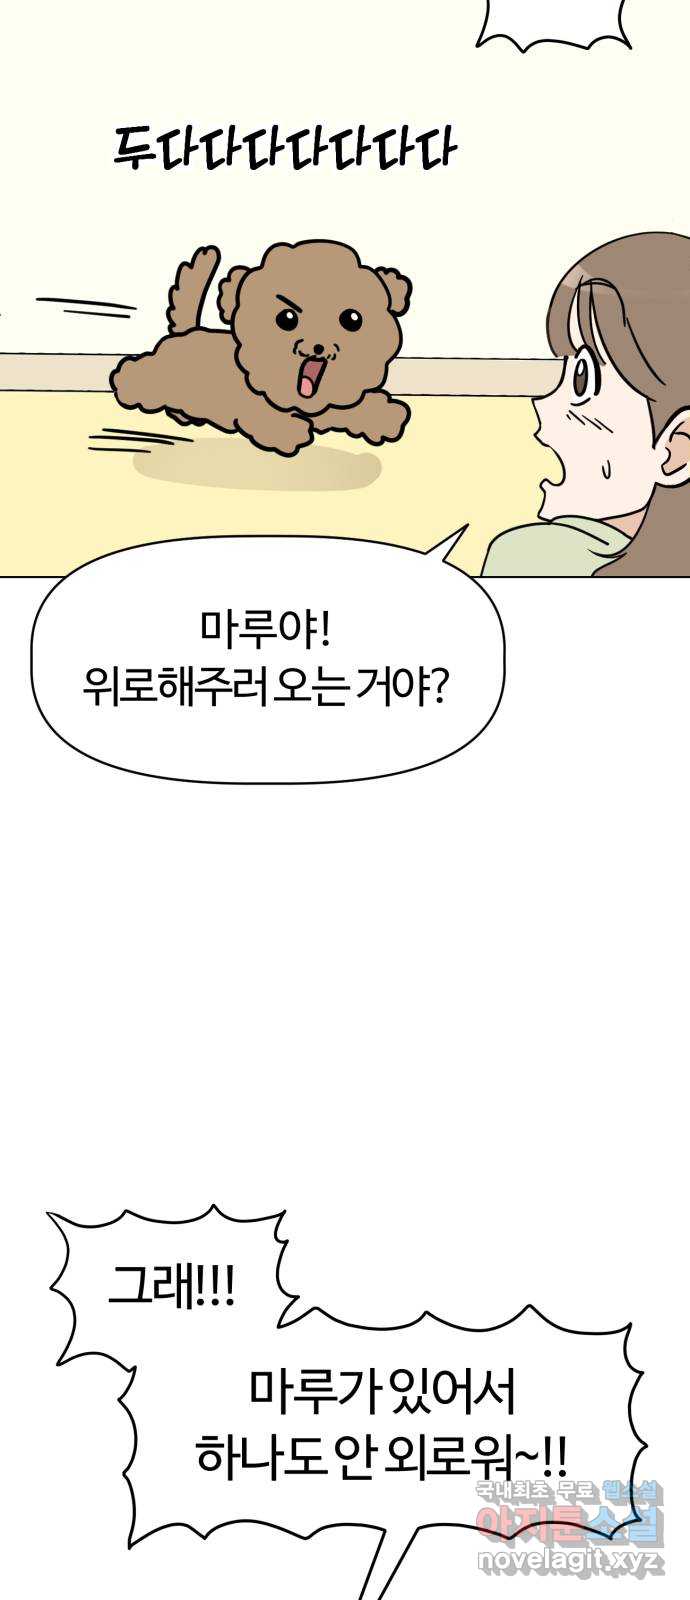 두다다다다다다다
마루야!
위로해주러 오는 거야?
그래!!!
마루가 있어서
하나도 안 외로워~!!
국내최초 무료 웹소설
아지툰소설
novelagit.xyz